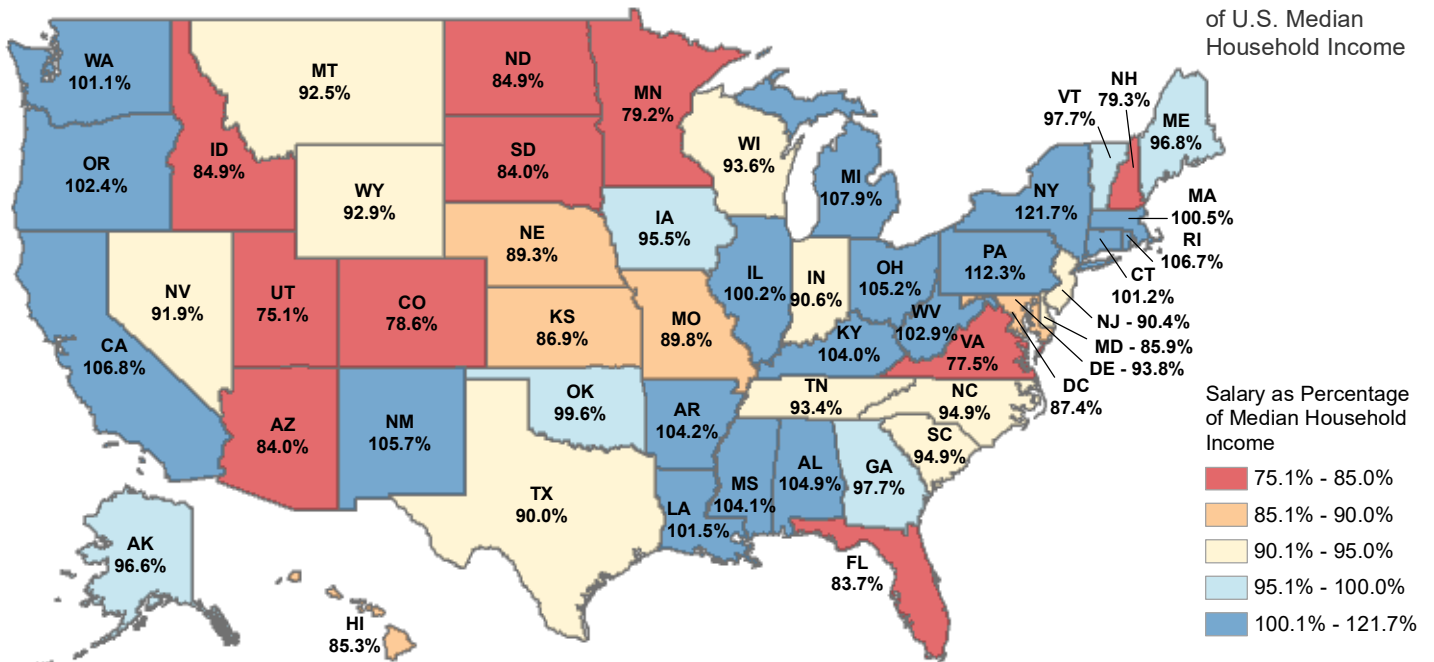 of U.S. Median
Household Income
WA
101.1%
MT
92.5%
ND
84.9%
MN
79.2%
VT
97.7%
NH
79.3%
ME
96.8%
OR
102.4%
ID
84.9%
SD
84.0%
WI
93.6%
MI
107.9%
NY
121.7%
MA
100.5%
WY
92.9%
IA
95.5%
RI
106.7%
NE
89.3%
PA
112.3%
CT
101.2%
NV
91.9%
UT
75.1%
CO
78.6%
IL
100.2%
IN
90.6%
OH
105.2%
NJ - 90.4%
KS
86.9%
MO
89.8%
WV
102.9%
MD - 85.9%
CA
106.8%
KY
104.0%
VA
77.5%
DE - 93.8%
DC
87.4%
AZ
84.0%
NM
105.7%
OK
99.6%
AR
104.2%
TN
93.4%
NC
94.9%
SC
94.9%
TX
90.0%
LA
101.5%
MS
104.1%
AL
104.9%
GA
97.7%
AK
96.6%
HI
85.3%
FL
83.7%
Salary as Percentage
of Median Household
Income
75.1% - 85.0%
85.1% - 90.0%
90.1% - 95.0%
95.1% - 100.0%
100.1% - 121.7%